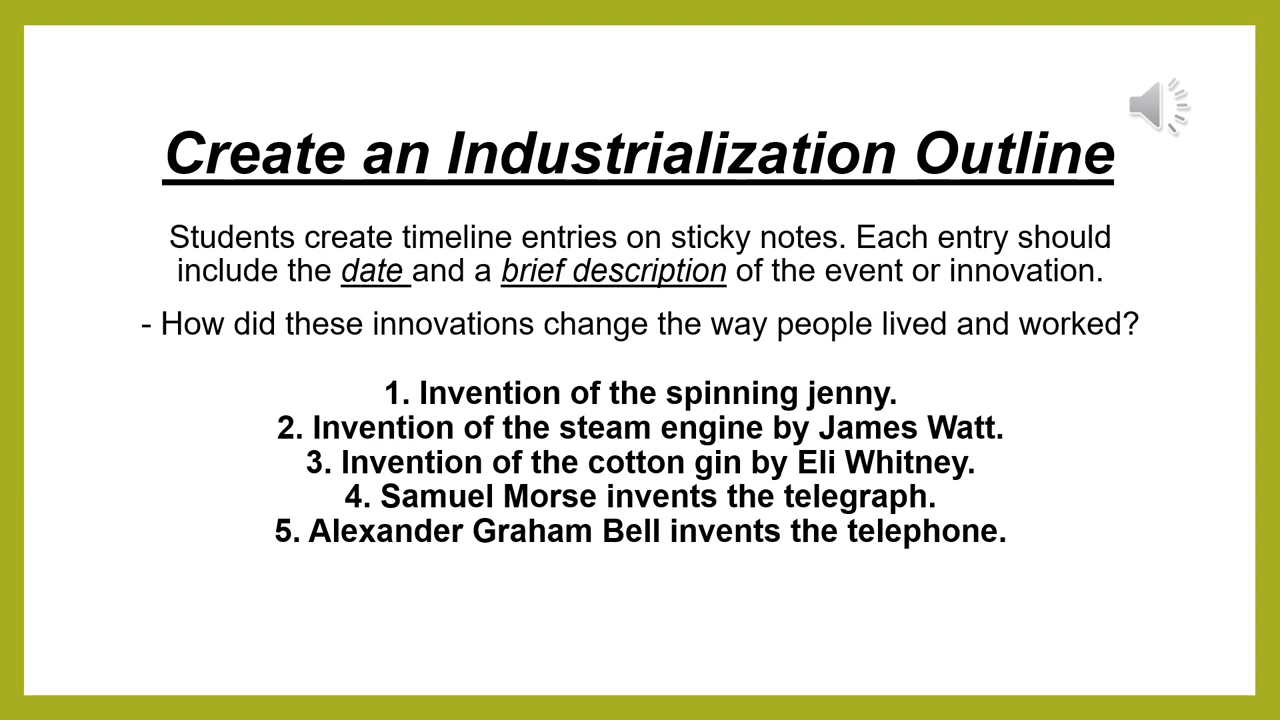 Create an Industrialization Outline
Students create timeline entries on sticky notes. Each entry should
include the date and a brief description of the event or innovation.
- How did these innovations change the way people lived and worked?
1. Invention of the spinning jenny.
2. Invention of the steam engine by James Watt.
3. Invention of the cotton gin by Eli Whitney.
4. Samuel Morse invents the telegraph.
5. Alexander Graham Bell invents the telephone.